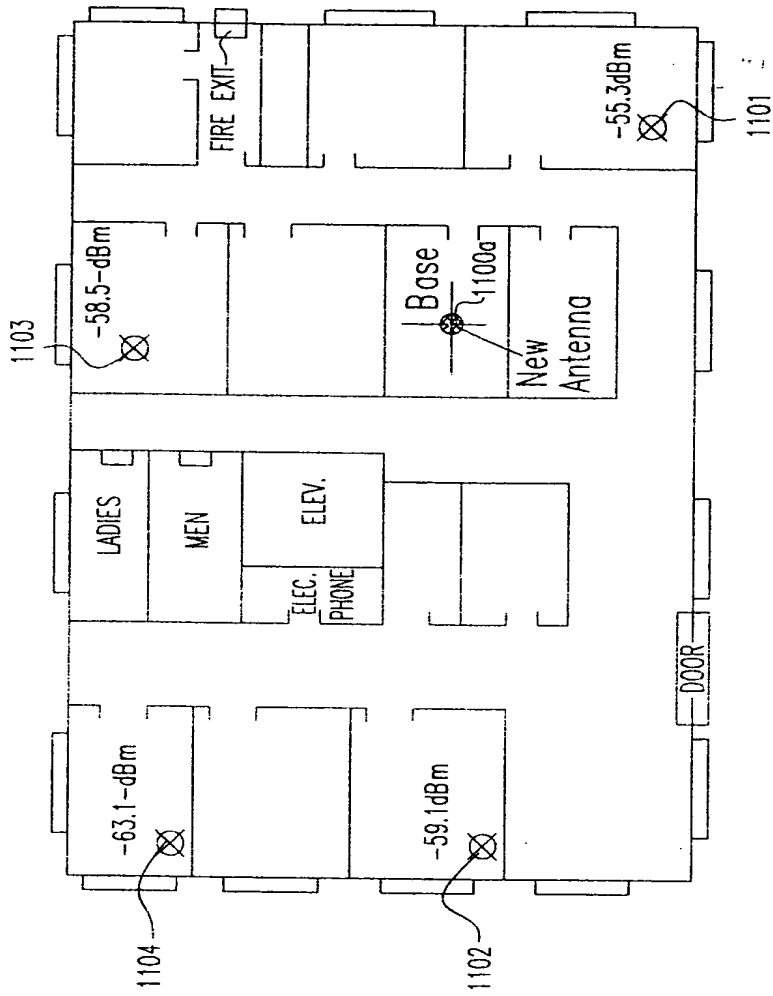 1103
LADIES
-58.5-dBm
-63.1-dBm
1104
MEN
FIRE EXIT
ELEC.
PHONE
ELEV.
Base
1100a
New
Antenna
-59.1dBm
1102
-55.3dBm
1101
DOOR